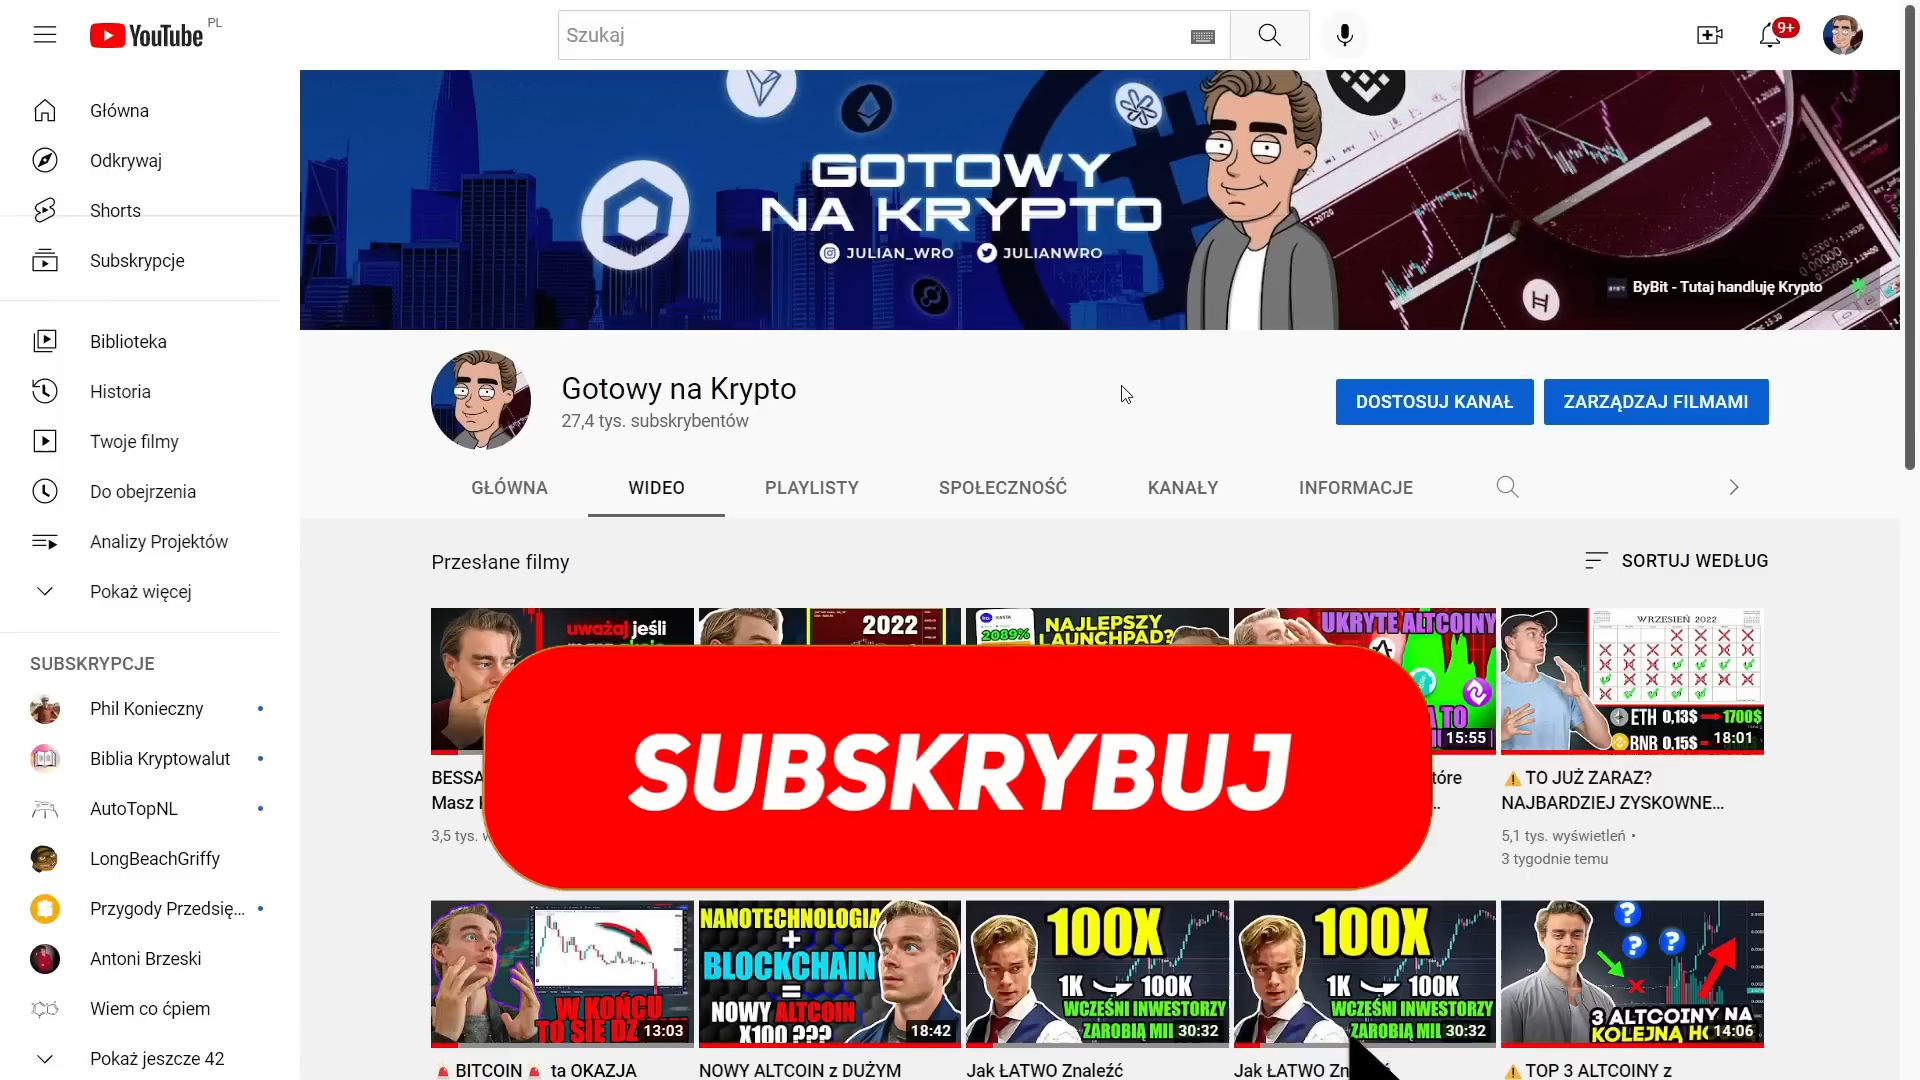 YouTube PL
Szukaj
9+
Główna
Odkrywaj
Shorts
Subskrypcje
Biblioteka
Historia
Twoje filmy
Do obejrzenia
Analizy Projektów
Pokaż więcej
SUBSKRYPCJE
Phil Konieczny
Biblia Kryptowalut
AutoTopNL
LongBeachGriffy
Przygody Przedsię...
Antoni Brzeski
Wiem co ćpiem
Pokaż jeszcze 42
GOTOWY
NA KRYPTO
JULIAN_WRO JULIANWRO
ByBit - Tutaj handluję Krypto
Gotowy na Krypto
27,4 tys. subskrybentów
DOSTOSUJ KANAŁ
ZARZĄDZAJ FILMAMI
GŁÓWNA
WIDEO
PLAYLISTY
SPOŁECZNOŚĆ
KANAŁY
INFORMACJE
Przesłane filmy
SORTUJ WEDŁUG
uważaj jeśli
2022
2089%
NAJLEPSZY
LAUNCHPAD?
UKRYTE ALTCOINY
15:55
WRZESIEŃ 2022
ETH 0,13$ 1700$
BNB 0,15$
18:01
3,5 tys.
⚠️ TO JUŻ ZARAZ?
NAJBARDZIEJ ZYSKOWNE...
5,1 tys. wyświetleń •
3 tygodnie temu
SUBSKRYBUJ
W KOŃCU
TO SIĘ
13:03
NANOTECHNOLOGIA
+
BLOCKCHAIN
=
NOWY ALTCOIN
X100 ???
18:42
100X
1K 100K
WCZEŚNI INWESTORZY
ZAROBIĄ MIL
30:32
100X
1K 100K
WCZEŚNI INWESTORZY
ZAROBIĄ MIL
30:32
3 ALTCOINY NA
KOLEJNĄ
14:06
🚨 BITCOIN 🚨 ta OKAZJA
NOWY ALTCOIN z DUŻYM
Jak ŁATWO Znaleźć
Jak ŁATWO
⚠️ TOP 3 ALTCOINY z